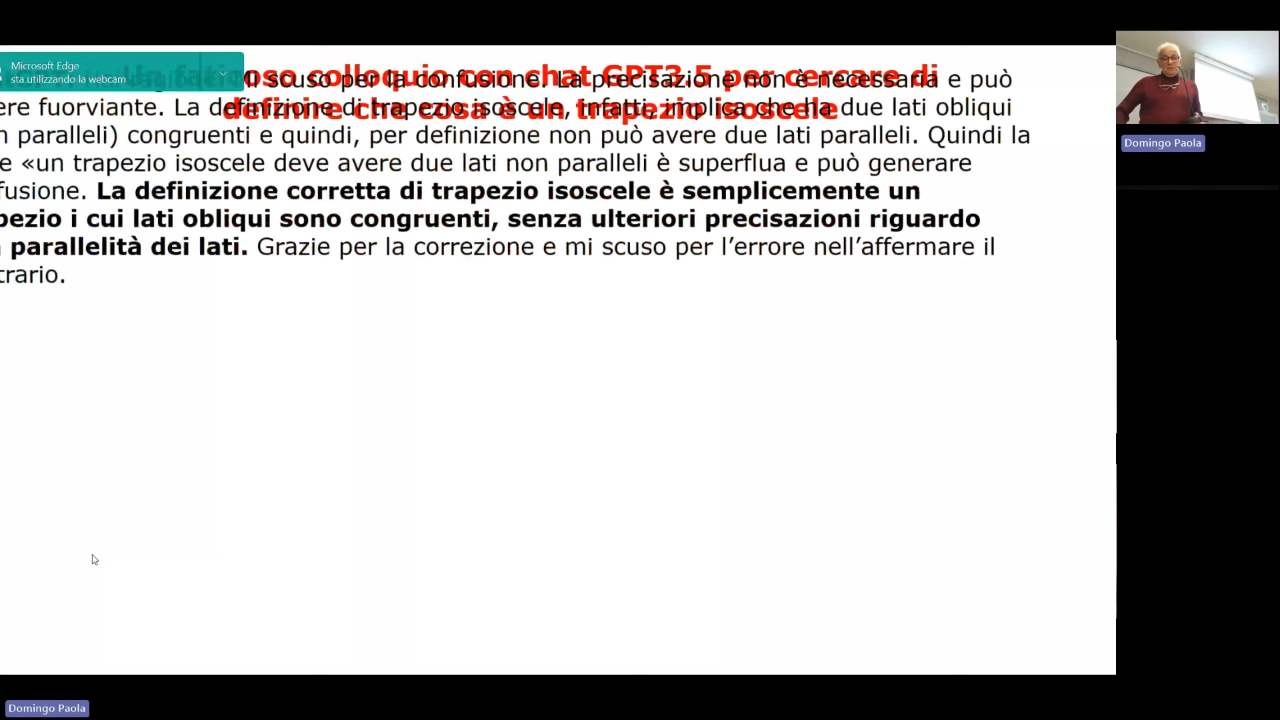 Microsoft Edge
sta utilizzando la webcam
oso colloquio con chat GPT3.5 per cercare di
definire che cosa è un trapezio isoscele
i scuso per la confusione. La precisazione non è necessaria e può
ere fuorviante. La definizione di trapezio isoscele, infatti, implica che ha due lati obliqui
n paralleli) congruenti e quindi, per definizione non può avere due lati paralleli. Quindi la
e «un trapezio isoscele deve avere due lati non paralleli è superflua e può generare
fusione. La definizione corretta di trapezio isoscele è semplicemente un
pezio i cui lati obliqui sono congruenti, senza ulteriori precisazioni riguardo
parallelità dei lati. Grazie per la correzione e mi scuso per l’errore nell’affermare il
trario.
Domingo Paola
Domingo Paola